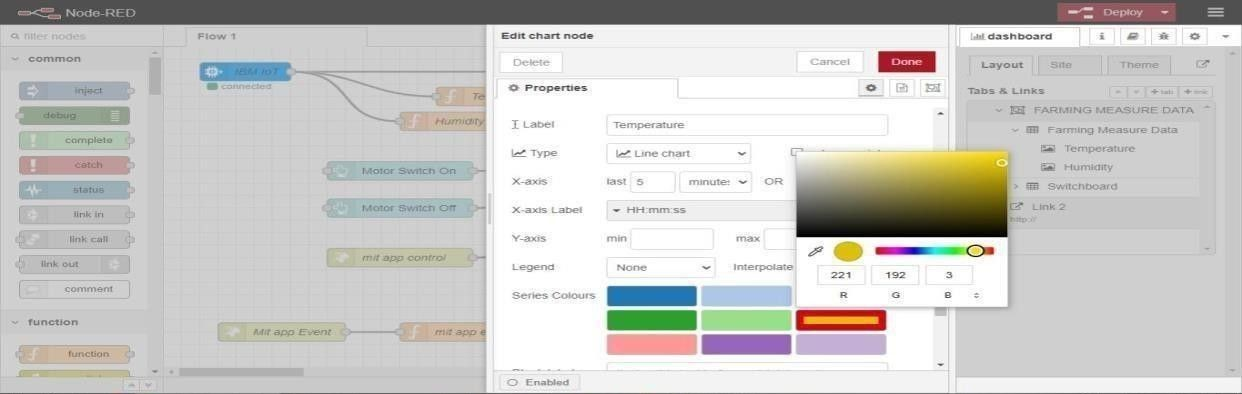 Node-RED
Deploy
filter nodes
common
inject
debug
complete
catch
status
link in
link call
link out
comment
function
function
Flow 1
IBM IoT
connected
Te
Humidity
Motor Switch On
Motor Switch Off
mit app control
Mit app Event
mit app e
Edit chart node
Delete
Cancel
Done
Properties
Label
Temperature
Type
Line chart
X-axis
last 5 minutes OR
X-axis Label
HH:mm:ss
Y-axis
min
max
Legend
None
Interpolate
Series Colours
Enabled
221 192 3
R G B
dashboard
Layout
Site
Theme
Tabs & Links
tab
link
FARMING MEASURE DATA
Farming Measure Data
Temperature
Humidity
Switchboard
Link 2
http://